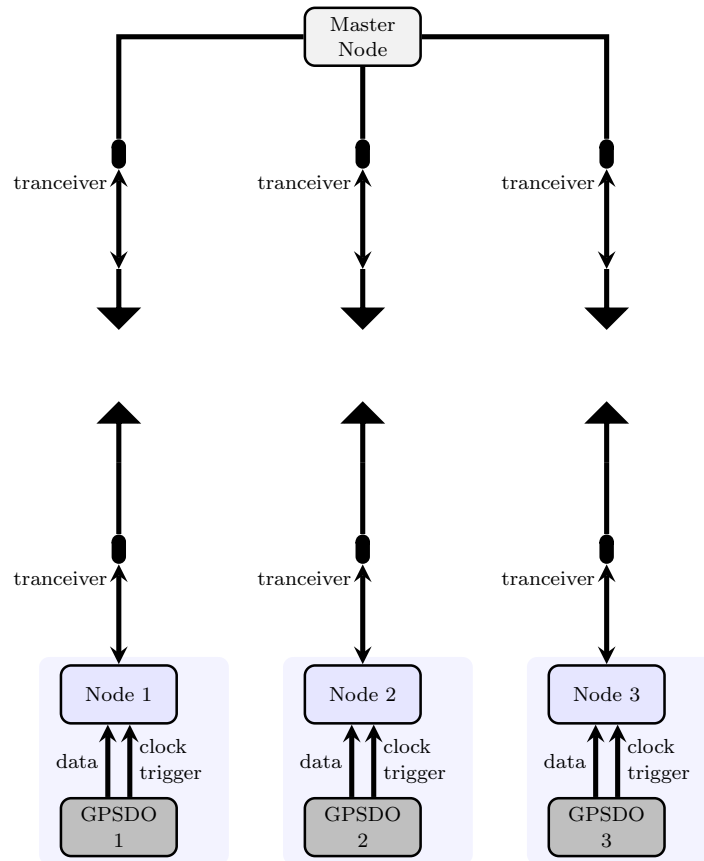 Master
Node
tranceiver
tranceiver
tranceiver
tranceiver
tranceiver
tranceiver
Node 1
Node 2
Node 3
data
clock
trigger
data
clock
trigger
data
clock
trigger
GPSDO
1
GPSDO
2
GPSDO
3